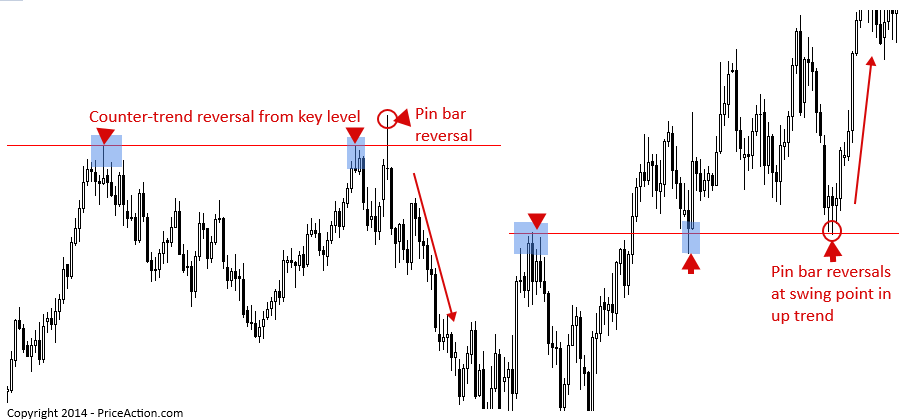 Counter-trend reversal from key level
Pin bar
reversal
Pin bar reversals
at swing point in
up trend
Copyright 2014 - PriceAction.com